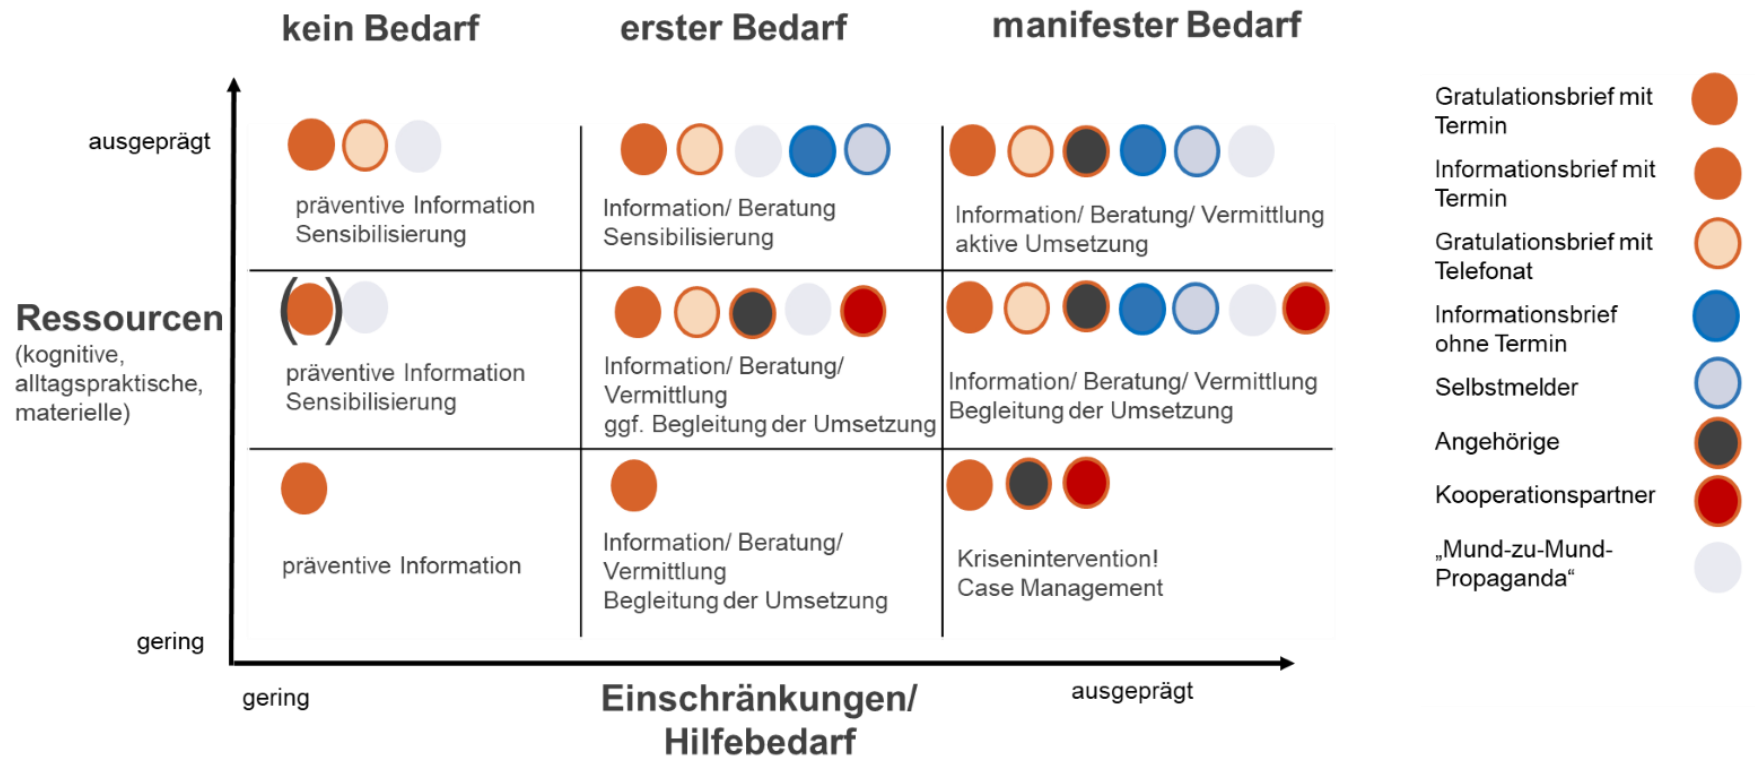 kein Bedarf
erster Bedarf
manifester Bedarf
ausgeprägt
präventive Information
Sensibilisierung
Information/ Beratung
Sensibilisierung
Information/ Beratung/ Vermittlung
aktive Umsetzung
Ressourcen
(kognitive,
alltagspraktische,
materielle)
( )
präventive Information
Sensibilisierung
Information/ Beratung/
Vermittlung
ggf. Begleitung der Umsetzung
Information/ Beratung/ Vermittlung
Begleitung der Umsetzung
präventive Information
Information/ Beratung/
Vermittlung
Begleitung der Umsetzung
Krisenintervention!
Case Management
gering
gering
Einschränkungen/
Hilfebedarf
ausgeprägt
Gratulationsbrief mit
Termin
Informationsbrief mit
Termin
Gratulationsbrief mit
Telefonat
Informationsbrief
ohne Termin
Selbstmelder
Angehörige
Kooperationspartner
„Mund-zu-Mund-
Propaganda“